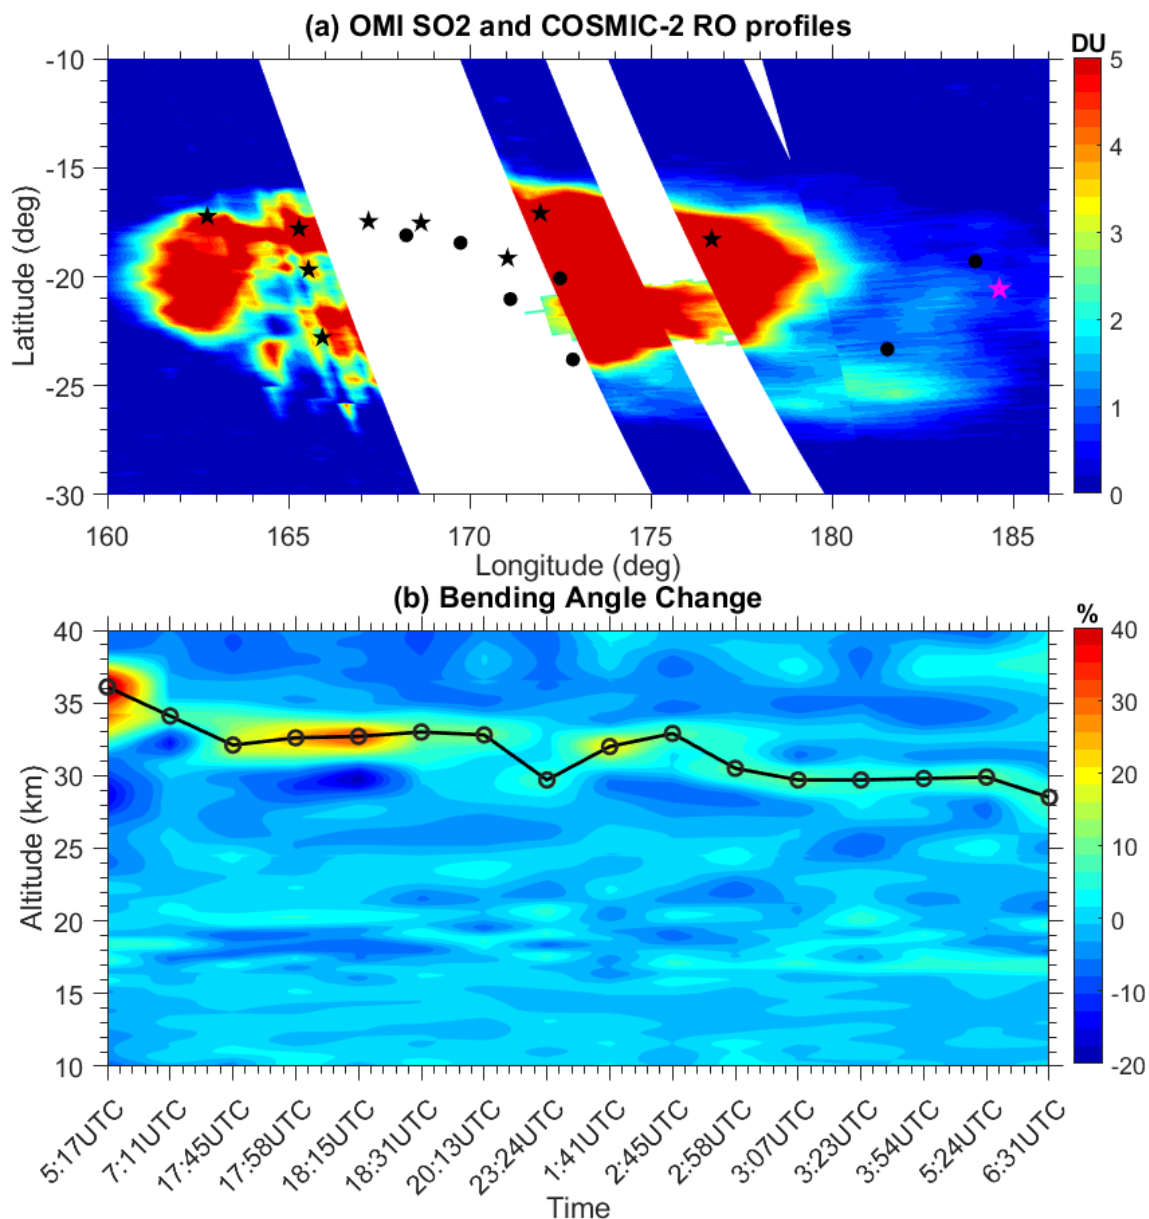 (a) OMI SO2 and COSMIC-2 RO profiles
DU
-10
-15
-20
-25
-30
Latitude (deg)
160
165
170
175
180
185
Longitude (deg)
5
4
3
2
1
0
(b) Bending Angle Change
%
40
35
30
25
20
15
10
Altitude (km)
40
30
20
10
0
-10
-20
5:17UTC
7:11UTC
17:45UTC
17:58UTC
18:15UTC
18:31UTC
20:13UTC
23:24UTC
1:41UTC
2:45UTC
2:58UTC
3:07UTC
3:23UTC
3:54UTC
5:24UTC
6:31UTC
Time